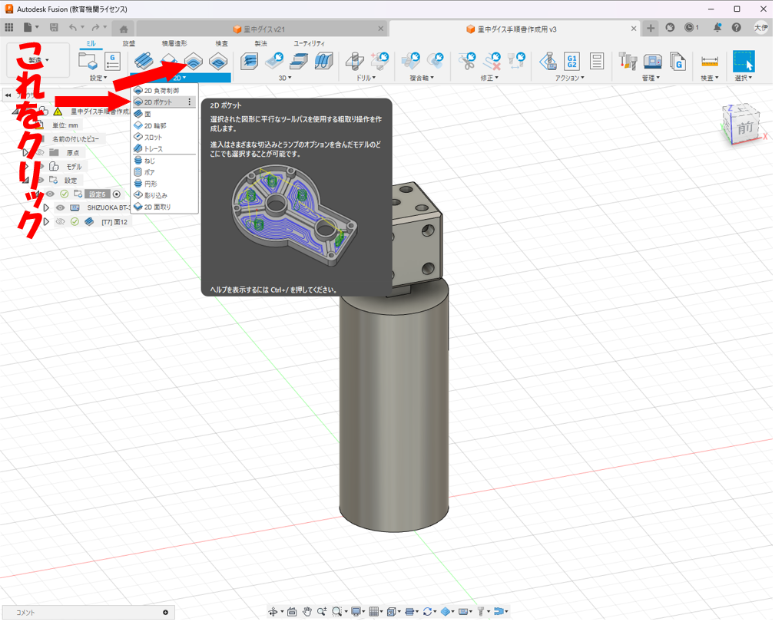 Autodesk Fusion (教育機関ライセンス)
里中ダイス v21
里中ダイス手順書作成用 v3
1
大伊
製造
ミル
旋盤
積層造形
検査
製法
ユーティリティ
設定
2D
3D
ドリル
複合軸
修正
アクション
管理
検査
選択
これをクリック
里中ダイス手順書作成用
単位: mm
名前の付いたビュー
原点
モデル
設定
設定5
SHIZUOKA BT-3
[T7] 面12
2D 負荷制御
2D ポケット
面
2D 輪郭
スロット
トレース
ねじ
ボア
円形
彫り込み
2D 面取り
2D ポケット
選択された図形に平行なツールパスを使用する粗取り操作を作成します。
進入はさまざまな切込みとランプのオプションを含んだモデルのどこにでも選択することが可能です。
ヘルプを表示するには Ctrl+/ を押してください。
Z
前
X
コメント